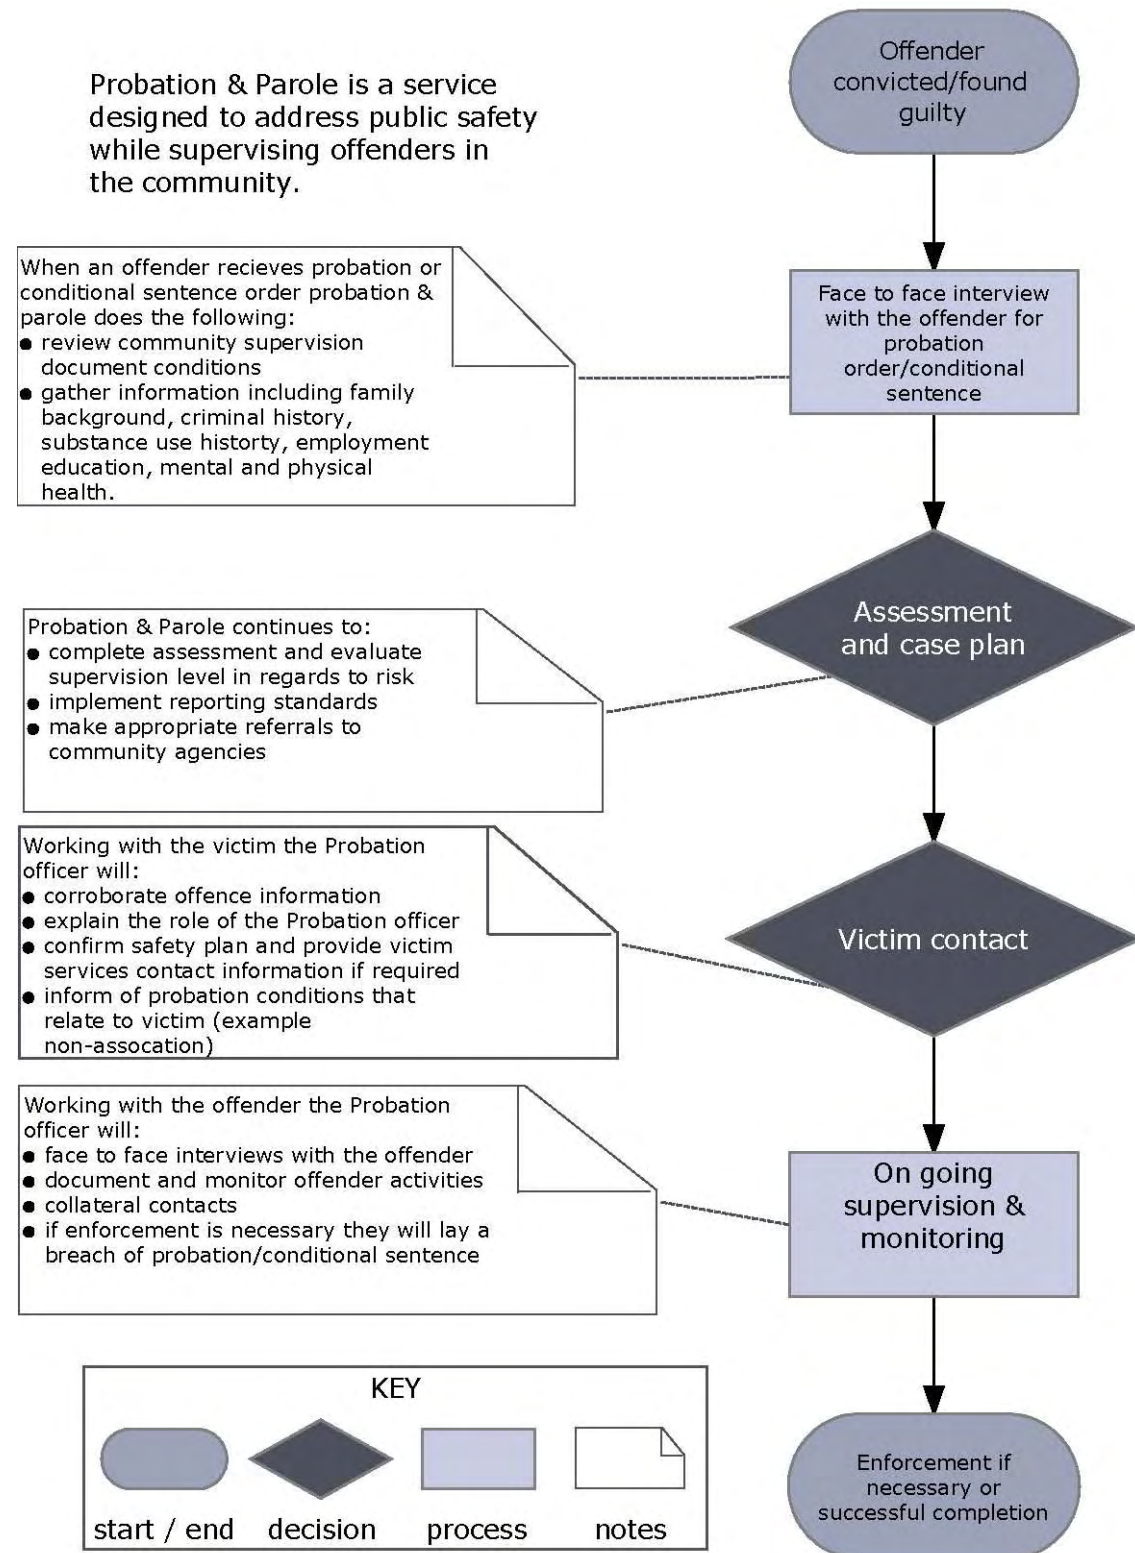 Probation & Parole is a service
designed to address public safety
while supervising offenders in
the community.
Offender
convicted/found
guilty
When an offender recieves probation or
conditional sentence order probation &
parole does the following:
● review community supervision
document conditions
● gather information including family
background, criminal history,
substance use historty, employment
education, mental and physical
health.
Face to face interview
with the offender for
probation
order/conditional
sentence
Probation & Parole continues to:
● complete assessment and evaluate
supervision level in regards to risk
● implement reporting standards
● make appropriate referrals to
community agencies
Assessment
and case plan
Working with the victim the Probation
officer will:
● corroborate offence information
● explain the role of the Probation officer
● confirm safety plan and provide victim
services contact information if required
● inform of probation conditions that
relate to victim (example
non-assocation)
Victim contact
Working with the offender the Probation
officer will:
● face to face interviews with the offender
● document and monitor offender activities
● collateral contacts
● if enforcement is necessary they will lay a
breach of probation/conditional sentence
On going
supervision &
monitoring
KEY
start / end
decision
process
notes
Enforcement if
necessary or
successful completion